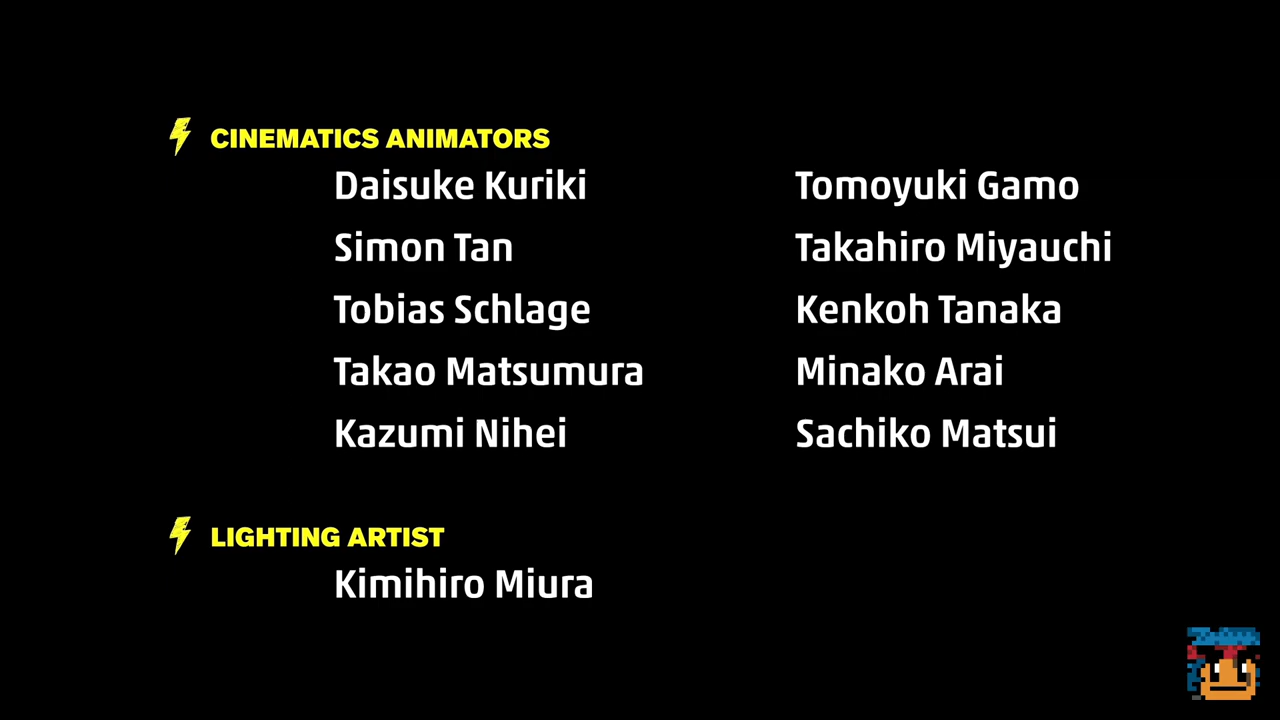 CINEMATICS ANIMATORS
Daisuke Kuriki Tomoyuki Gamo
Simon Tan Takahiro Miyauchi
Tobias Schlage Kenkoh Tanaka
Takao Matsumura Minako Arai
Kazumi Nihei Sachiko Matsui
LIGHTING ARTIST
Kimihiro Miura